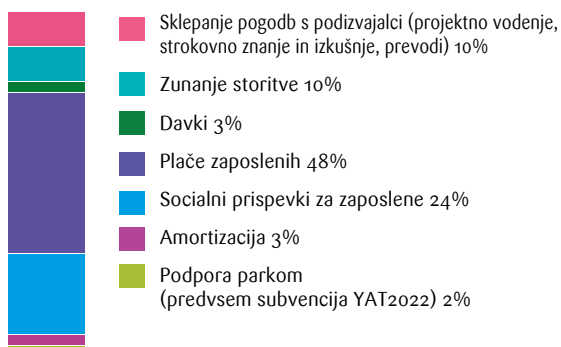 Sklepanje pogodb s podizvajalci (projektno vodenje,
strokovno znanje in izkušnje, prevodi) 10%
Zunanje storitve 10%
Davki 3%
Plače zaposlenih 48%
Socialni prispevki za zaposlene 24%
Amortizacija 3%
Podpora parkom
(predvsem subvencija YAT2022) 2%